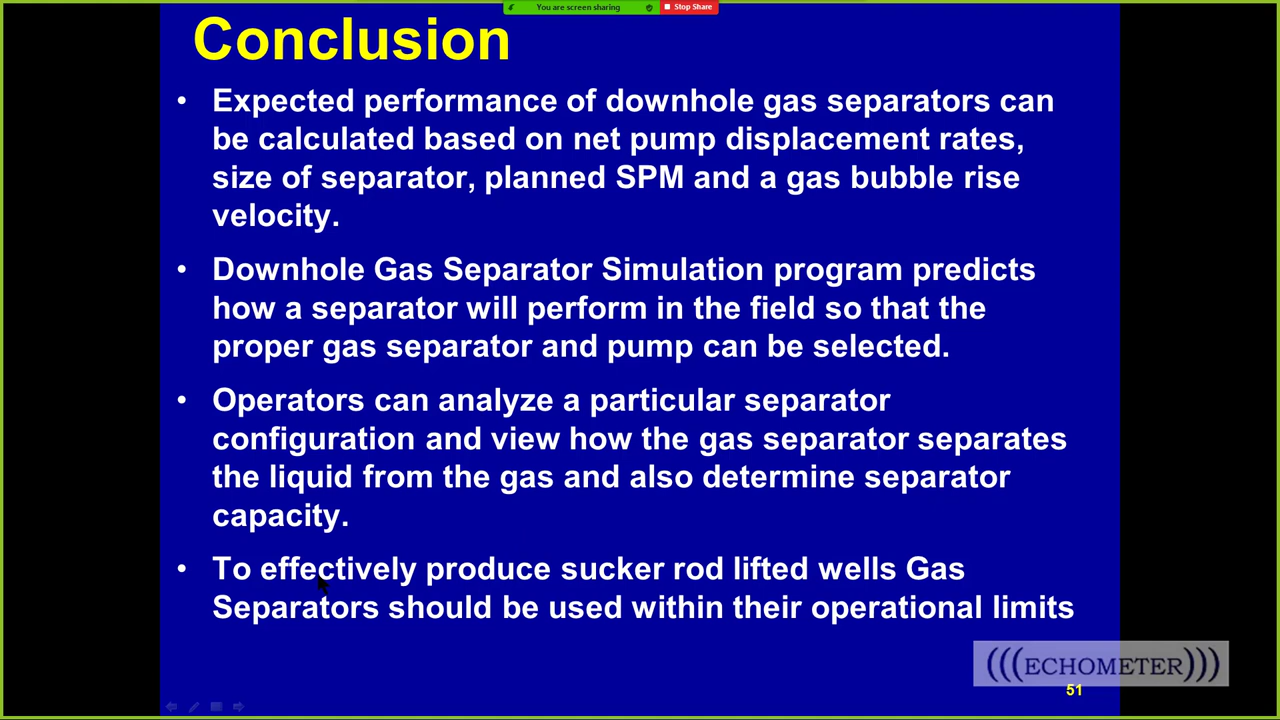 You are screen sharing
Stop Share
Conclusion
• Expected performance of downhole gas separators can
be calculated based on net pump displacement rates,
size of separator, planned SPM and a gas bubble rise
velocity.
• Downhole Gas Separator Simulation program predicts
how a separator will perform in the field so that the
proper gas separator and pump can be selected.
• Operators can analyze a particular separator
configuration and view how the gas separator separates
the liquid from the gas and also determine separator
capacity.
• To effectively produce sucker rod lifted wells Gas
Separators should be used within their operational limits
(((ECHOMETER)))
51